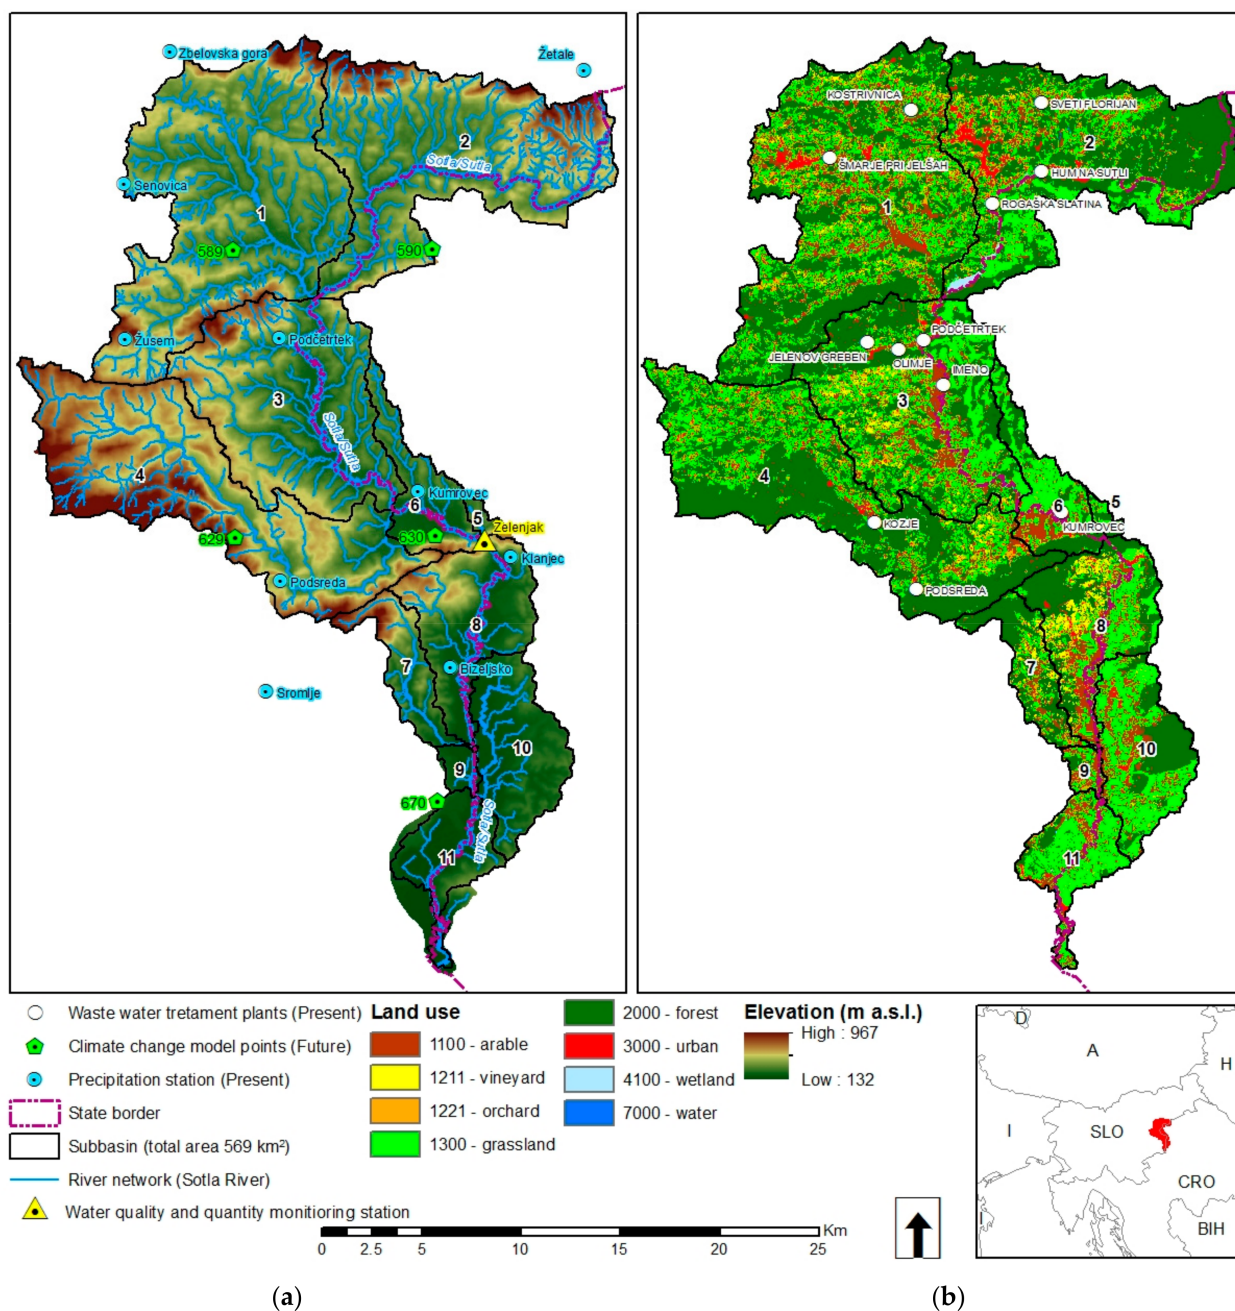 Zbelovska gora
Žetale
2
Sotla/Sutla
Senovica
1
589
590
Žusem
Podčetrtek
3
Sotla/Sutla
4
Kumrovec
6
5
Zelenjak
629
630
Klanjec
Podsreda
8
7
Bizeljsko
Sromlje
10
9
670
Sotla/Sutla
11
KOSTRIVNICA
SVETI FLORIJAN
2
ŠMARJE PRI JELŠAH
HUM NA SUTLI
ROGAŠKA SLATINA
1
PODČETRTEK
JELENOV GREBEN
OLIMJE
IMENO
3
4
5
6
KOZJE
KUMROVEC
PODSREDA
8
7
10
9
11
Waste water tretament plants (Present)
Climate change model points (Future)
Precipitation station (Present)
State border
Subbasin (total area 569 km²)
River network (Sotla River)
Water quality and quantity monitioring station
Land use
1100 - arable
1211 - vineyard
1221 - orchard
1300 - grassland
2000 - forest
3000 - urban
4100 - wetland
7000 - water
Elevation (m a.s.l.)
High : 967
Low : 132
D
A
H
I
SLO
CRO
I
BIH
Km
0 2.5 5 10 15 20 25
(a)
(b)